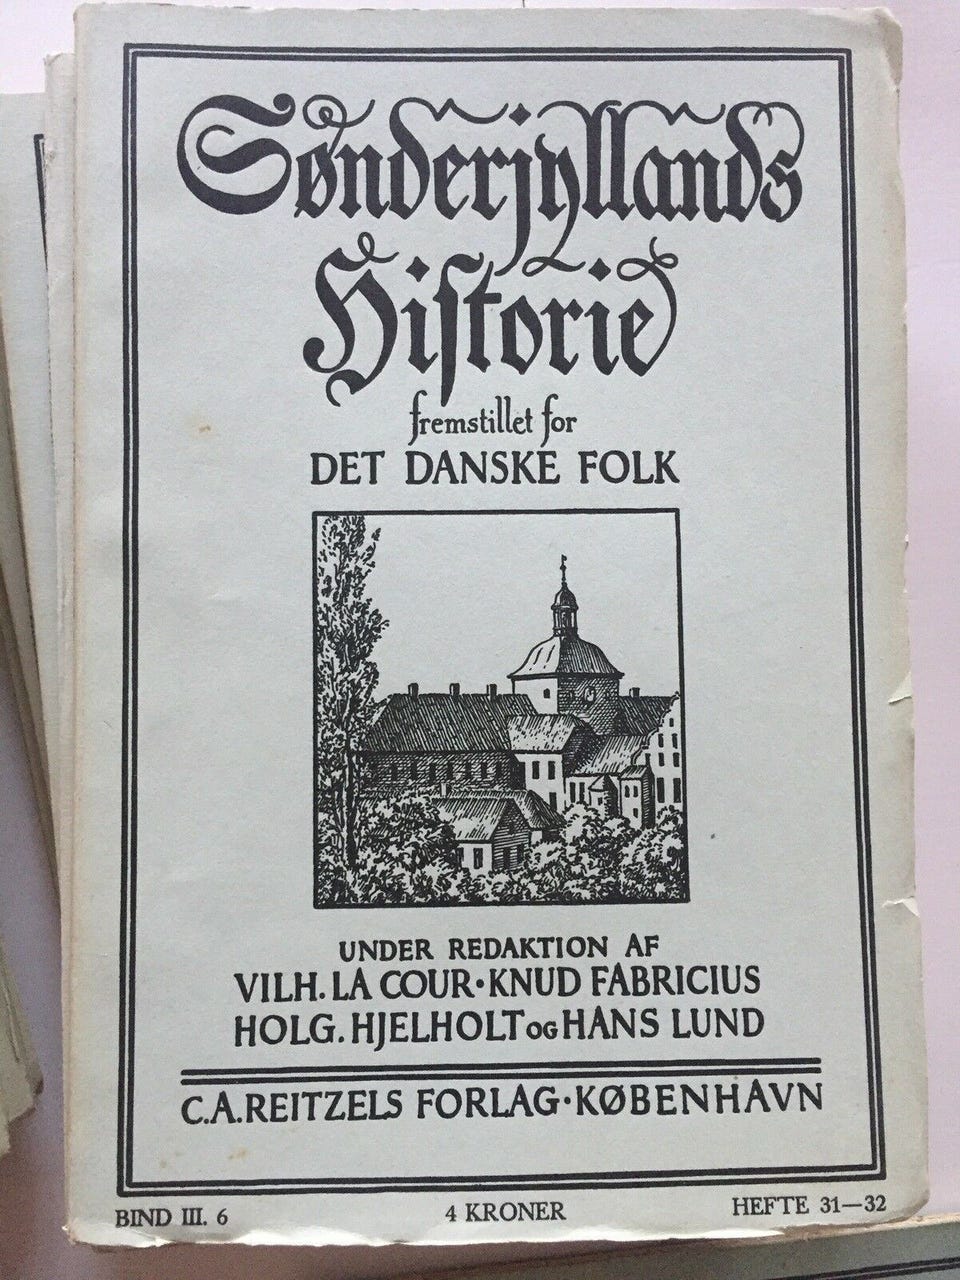 Sønderjyllands
Historie
fremstillet for
DET DANSKE FOLK
UNDER REDAKTION AF
VILH. LA COUR·KNUD FABRICIUS
HOLG. HJELHOLT OG HANS LUND
C.A. REITZELS FORLAG·KØBENHAVN
BIND III. 6 4 KRONER HEFTE 31—32